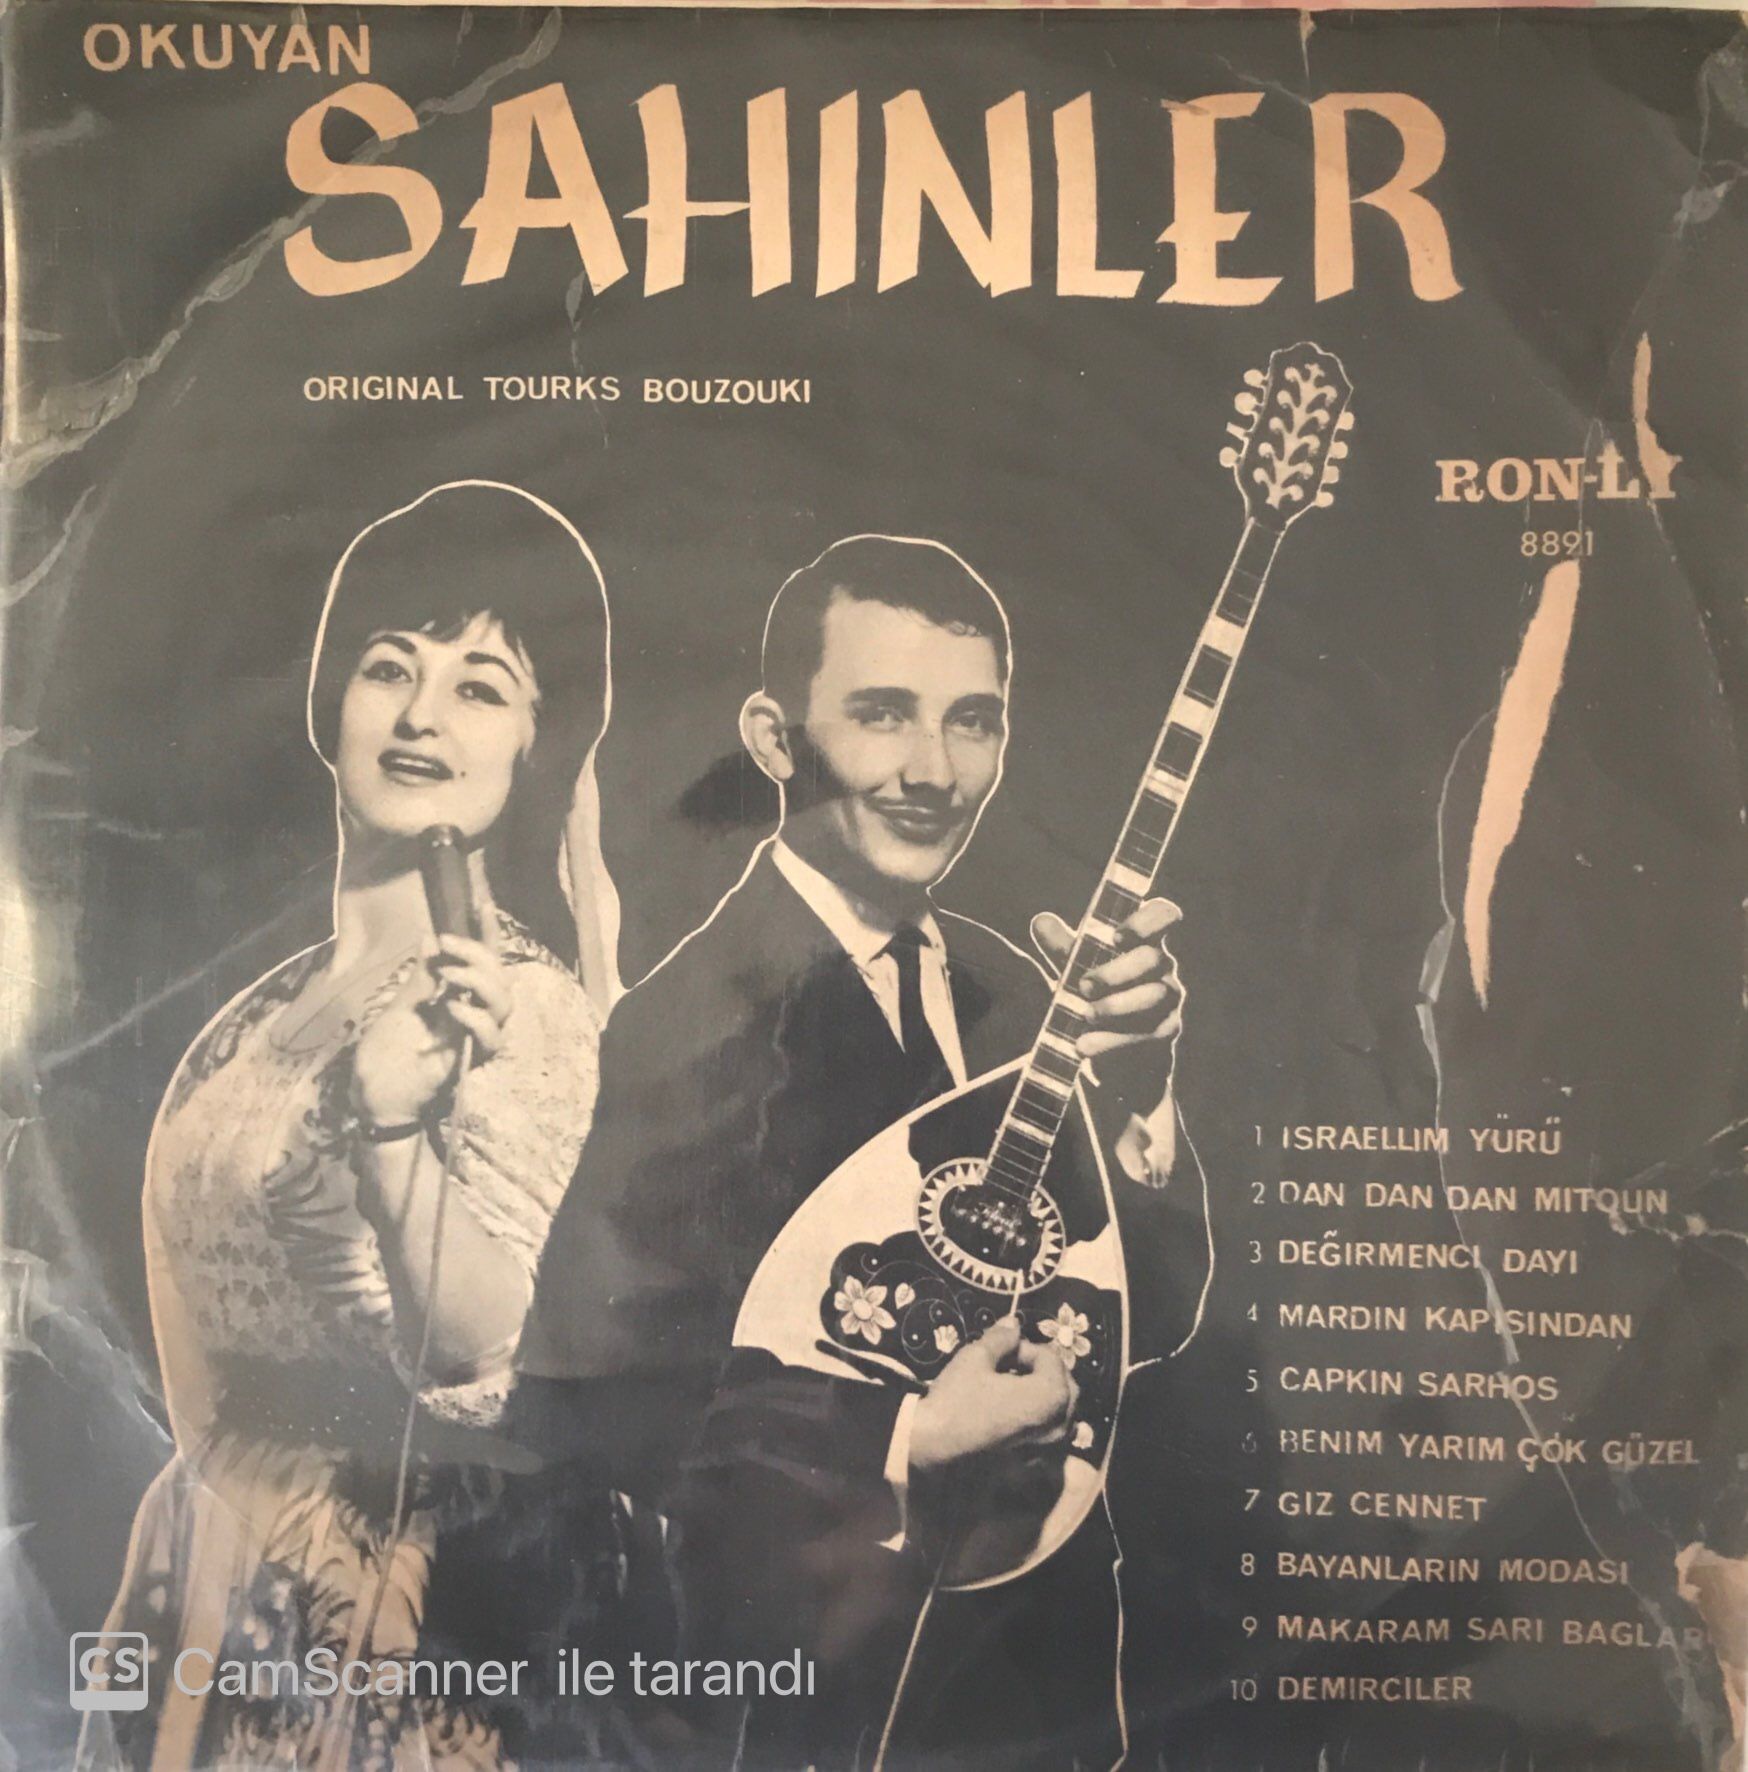 OKUYAN
SAHINLER
ORIGINAL TOURKS BOUZOUKI
RON-LY
8891
1 ISRAELLIM YÜRÜ
2 DAN DAN DAN MITOUN
3 DEĞIRMENCI DAYI
4 MARDIN KAPISINDAN
5 CAPKIN SARHOS
6 BENIM YARIM ÇOK GÜZEL
7 GIZ CENNET
8 BAYANLARIN MODASI
9 MAKARAM SARI BAGLAR
10 DEMIRCILER
CS CamScanner ile tarandı